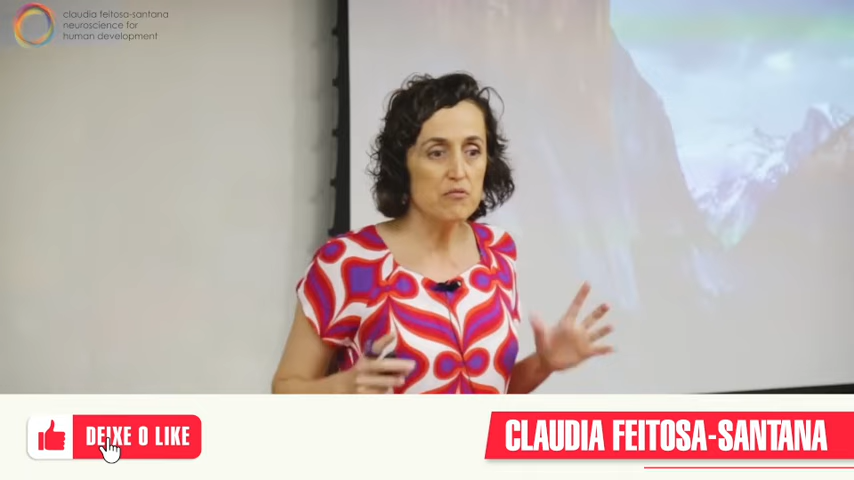 claudia feitosa-santana
neuroscience for
human development
DEIXE O LIKE
CLAUDIA FEITOSA-SANTANA